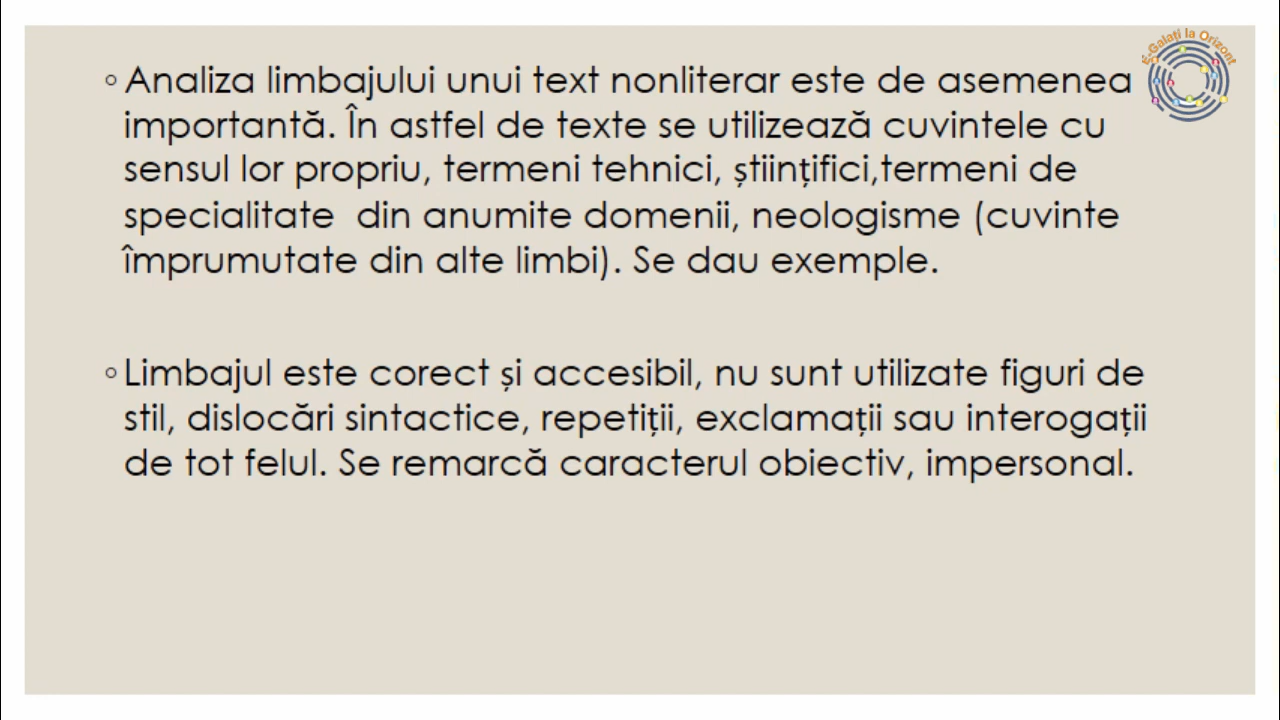 E-Galați la Orizont
◦ Analiza limbajului unui text nonliterar este de asemenea
importantă. În astfel de texte se utilizează cuvintele cu
sensul lor propriu, termeni tehnici, științifici,termeni de
specialitate  din anumite domenii, neologisme (cuvinte
împrumutate din alte limbi). Se dau exemple.
◦ Limbajul este corect și accesibil, nu sunt utilizate figuri de
stil, dislocări sintactice, repetiții, exclamații sau interogații
de tot felul. Se remarcă caracterul obiectiv, impersonal.